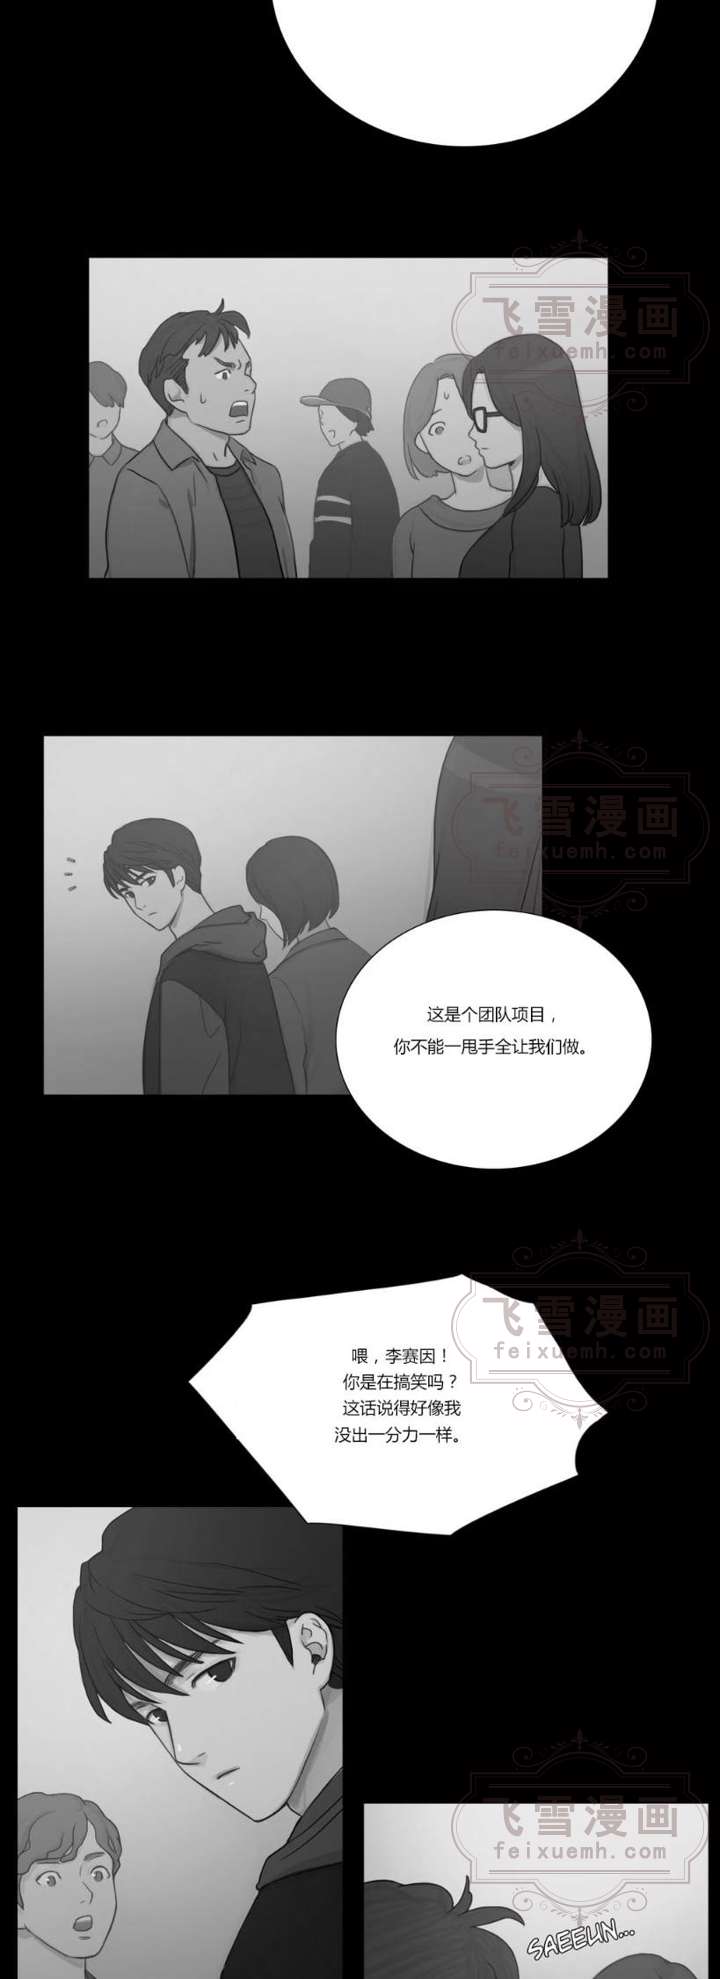 飞雪漫画
feixuemh.com
飞雪漫画
feixuemh.com
这是个团队项目，
你不能一甩手全让我们做。
飞雪漫画
feixuemh.com
喂，李赛因！
你是在搞笑吗？
这话说得好像我
没出一分力一样。
飞雪漫画
feixuemh.com
SAEEUN...